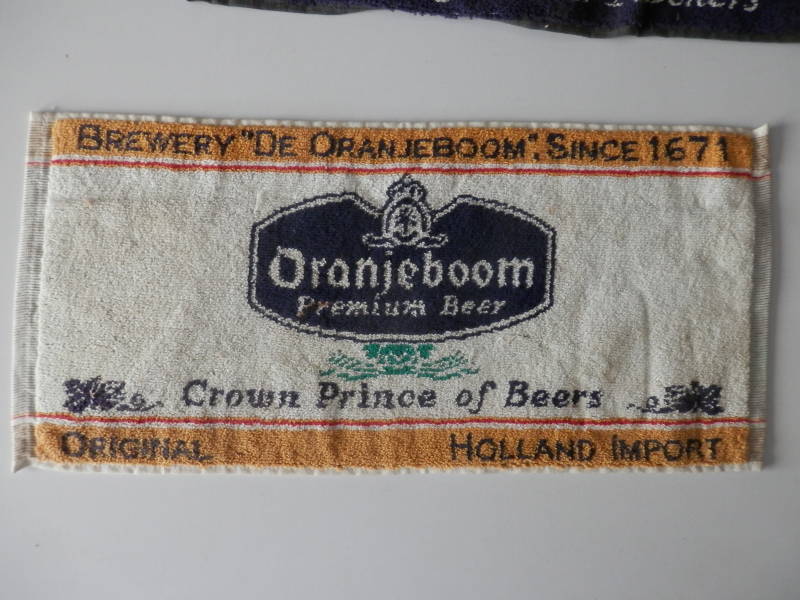 BREWERY "DE ORANJEBOOM", SINCE 1671
Oranjeboom
Premium Beer
Crown Prince of Beers
ORIGINAL HOLLAND IMPORT